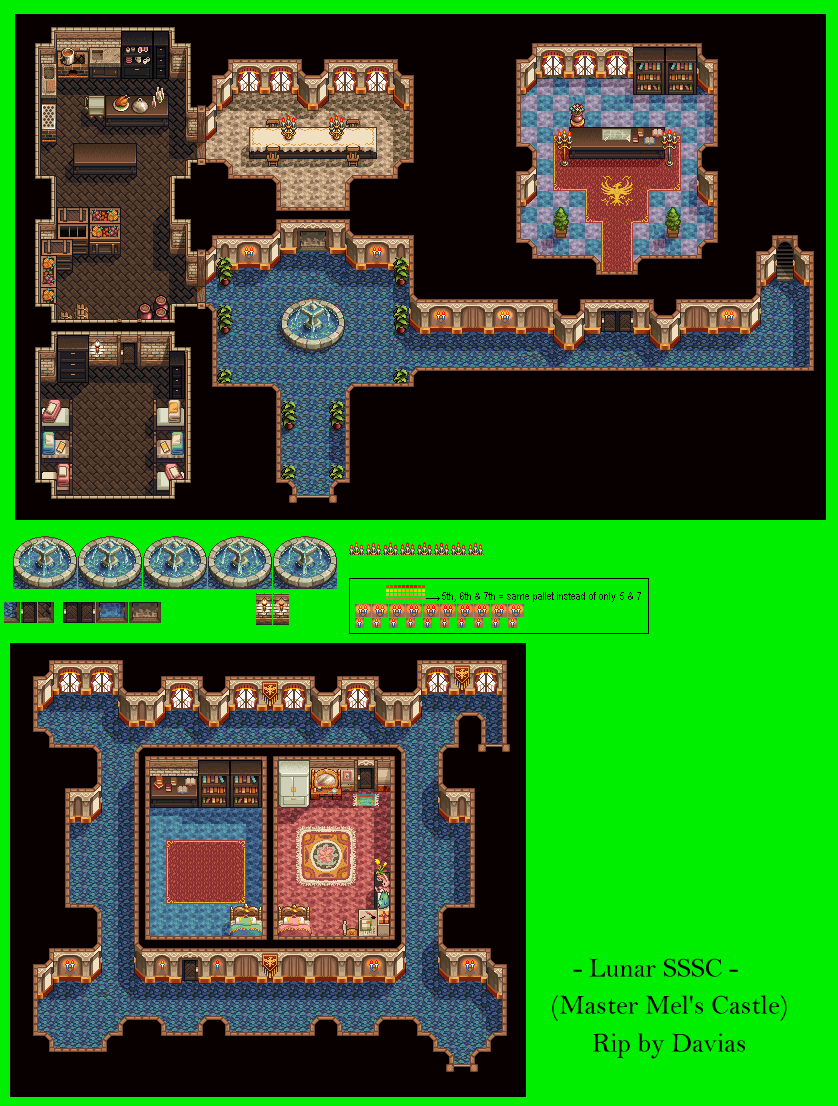 5th, 6th & 7th = same pallet instead of only 5 & 7
- Lunar SSSC -
(Master Mel's Castle)
Rip by Davias